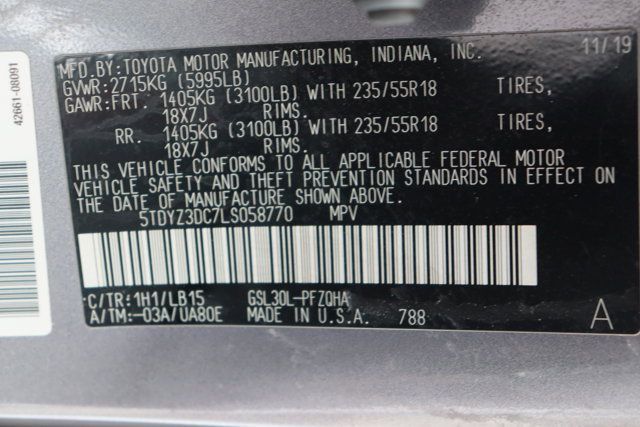 42661-08091
MFD.BY:TOYOTA MOTOR MANUFACTURING, INDIANA, INC. 11/19
GVWR:2715KG (5995LB)
GAWR:FRT. 1405KG (3100LB) WITH 235/55R18 TIRES,
18X7J RIMS.
RR. 1405KG (3100LB) WITH 235/55R18 TIRES,
18X7J RIMS.
THIS VEHICLE CONFORMS TO ALL APPLICABLE FEDERAL MOTOR
VEHICLE SAFETY AND THEFT PREVENTION STANDARDS IN EFFECT ON
THE DATE OF MANUFACTURE SHOWN ABOVE.
5TDYZ3DC7LS058770 MPV
C/TR:1H1/LB15 GSL30L-PFZQHA
A/TM:-03A/UA80E MADE IN U.S.A. 788 A